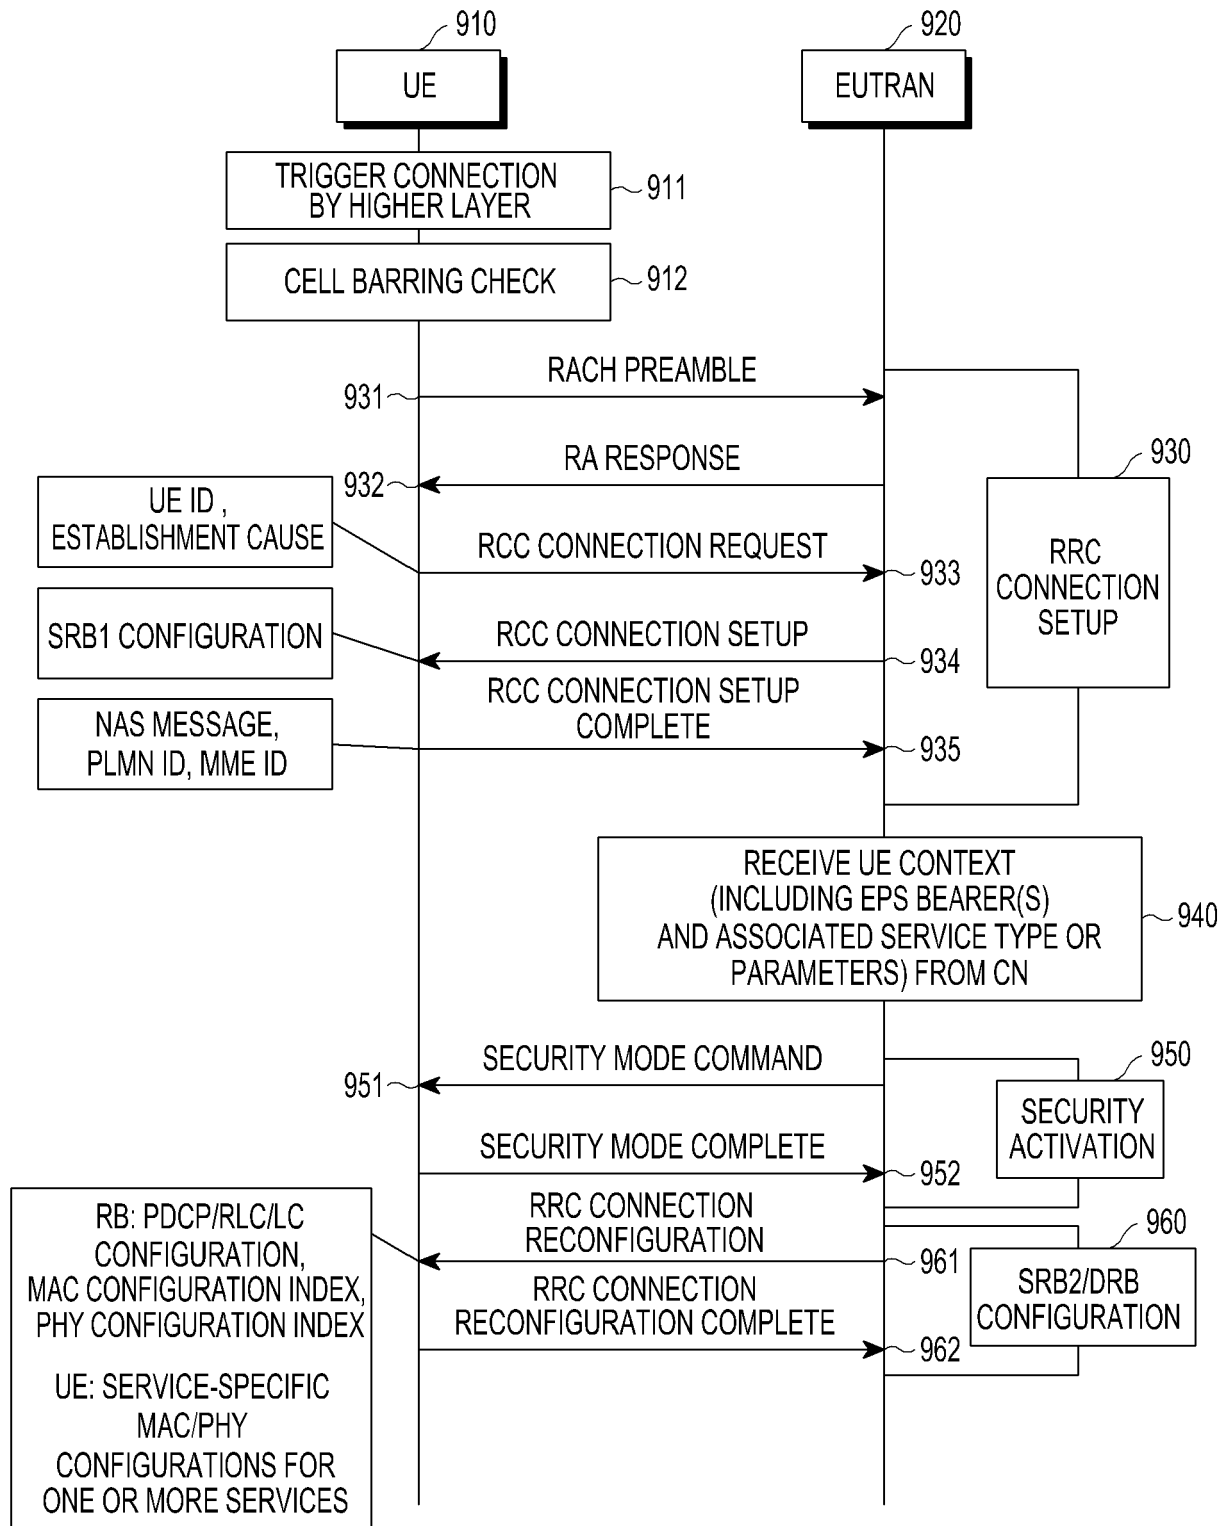 910
920
UE
EUTRAN
TRIGGER CONNECTION
BY HIGHER LAYER
911
CELL BARRING CHECK
912
RACH PREAMBLE
931
RA RESPONSE
932
930
UE ID ,
ESTABLISHMENT CAUSE
RCC CONNECTION REQUEST
933
RRC
CONNECTION
SETUP
SRB1 CONFIGURATION
RCC CONNECTION SETUP
934
NAS MESSAGE,
PLMN ID, MME ID
RCC CONNECTION SETUP
COMPLETE
935
RECEIVE UE CONTEXT
(INCLUDING EPS BEARER(S)
AND ASSOCIATED SERVICE TYPE OR
PARAMETERS) FROM CN
940
SECURITY MODE COMMAND
951
950
SECURITY
ACTIVATION
SECURITY MODE COMPLETE
952
RB: PDCP/RLC/LC
CONFIGURATION,
MAC CONFIGURATION INDEX,
PHY CONFIGURATION INDEX
UE: SERVICE-SPECIFIC
MAC/PHY
CONFIGURATIONS FOR
ONE OR MORE SERVICES
RRC CONNECTION
RECONFIGURATION
961
960
SRB2/DRB
CONFIGURATION
RRC CONNECTION
RECONFIGURATION COMPLETE
962